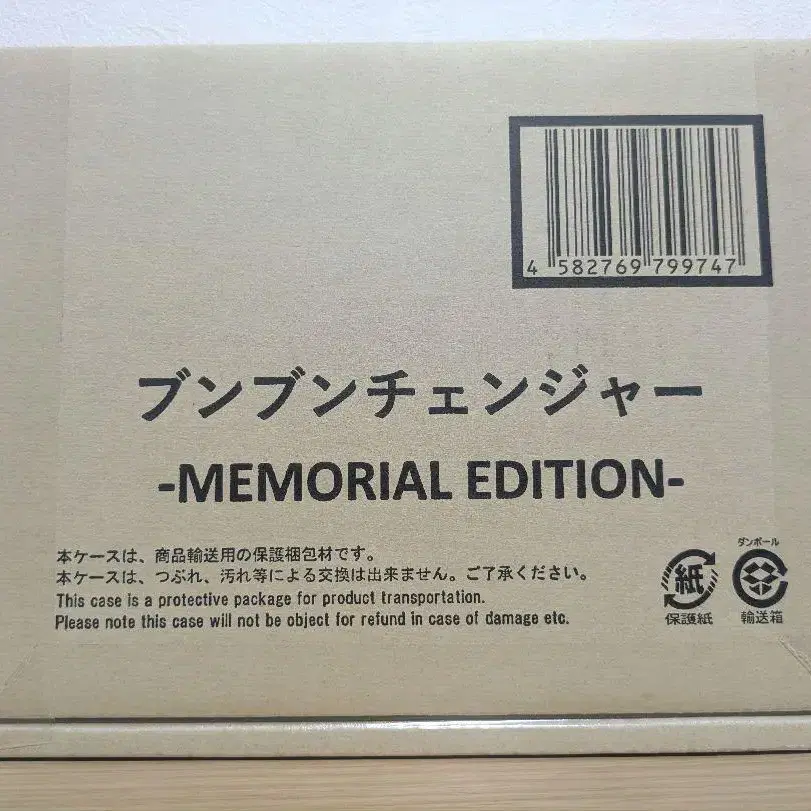 4 582769 799747
ブンブンチェンジャー
-MEMORIAL EDITION-
本ケースは、商品輸送用の保護梱包材です。
本ケースは、つぶれ、汚れ等による交換は出来ません。ご了承ください。
This case is a protective package for product transportation.
Please note this case will not be object for refund in case of damage etc.
紙
保護紙
ダンボール
輸送箱